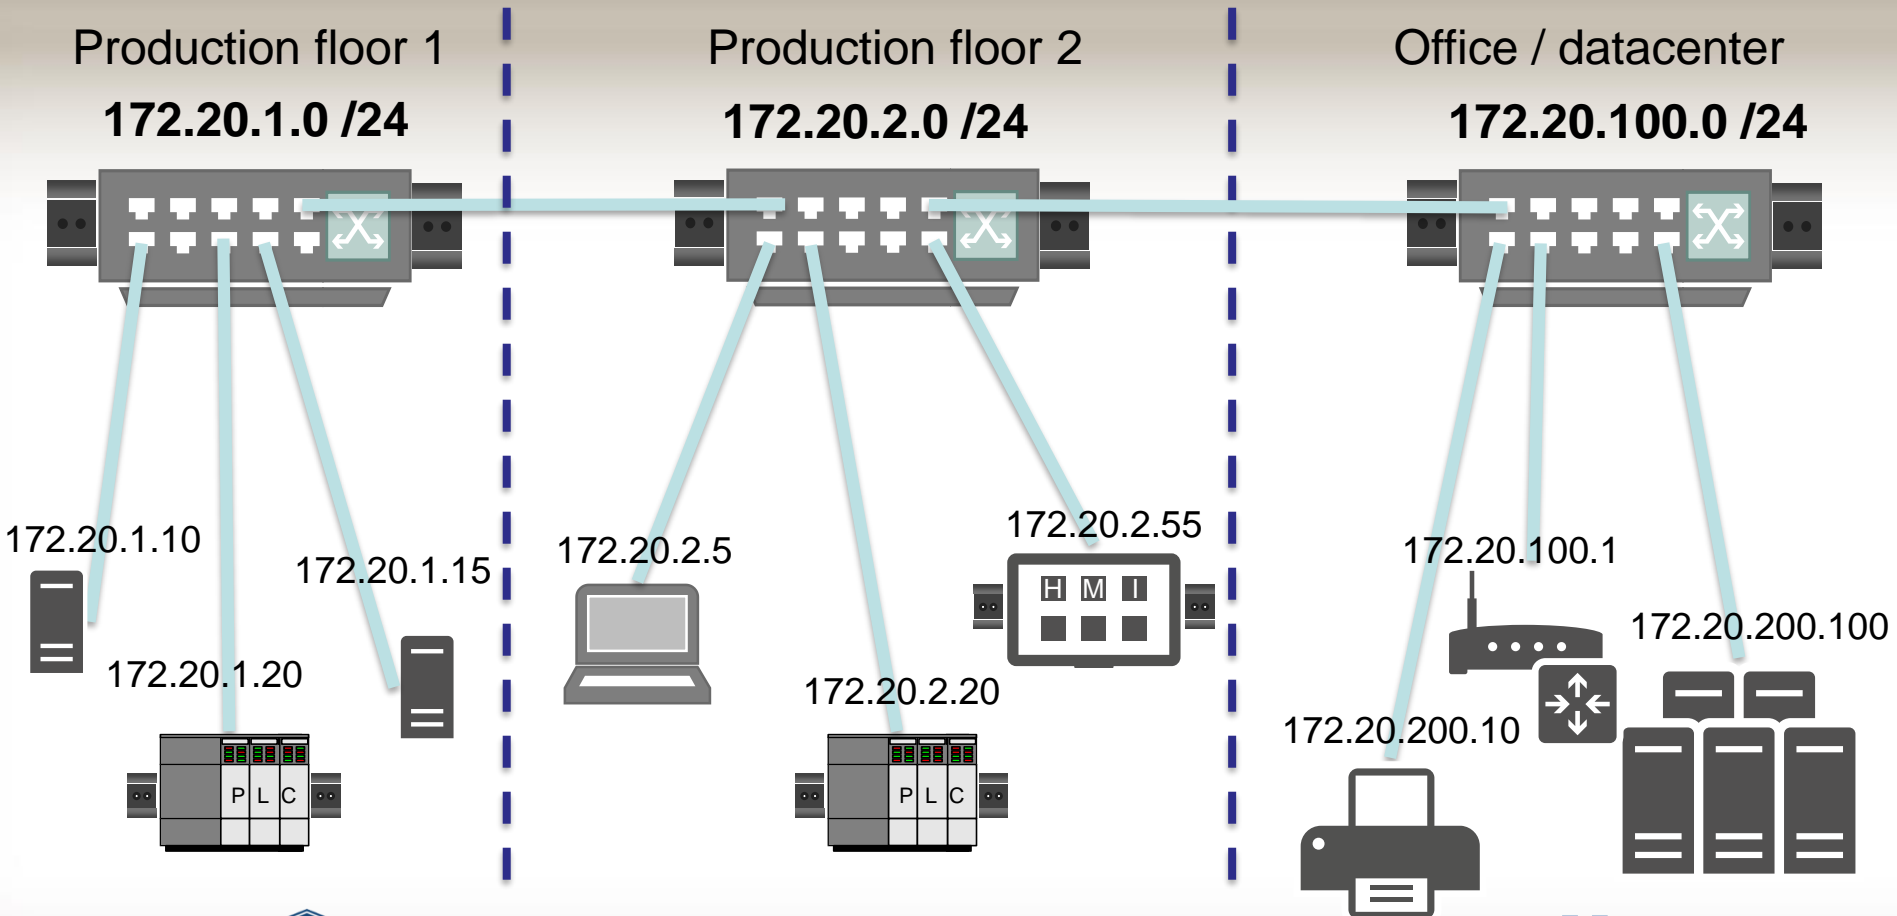 Production floor 1
172.20.1.0 /24
Production floor 2
172.20.2.0 /24
Office / datacenter
172.20.100.0 /24
172.20.1.10
172.20.1.15
172.20.1.20
P L C
172.20.2.5
172.20.2.55
H M I
172.20.2.20
P L C
172.20.100.1
172.20.200.100
172.20.200.10